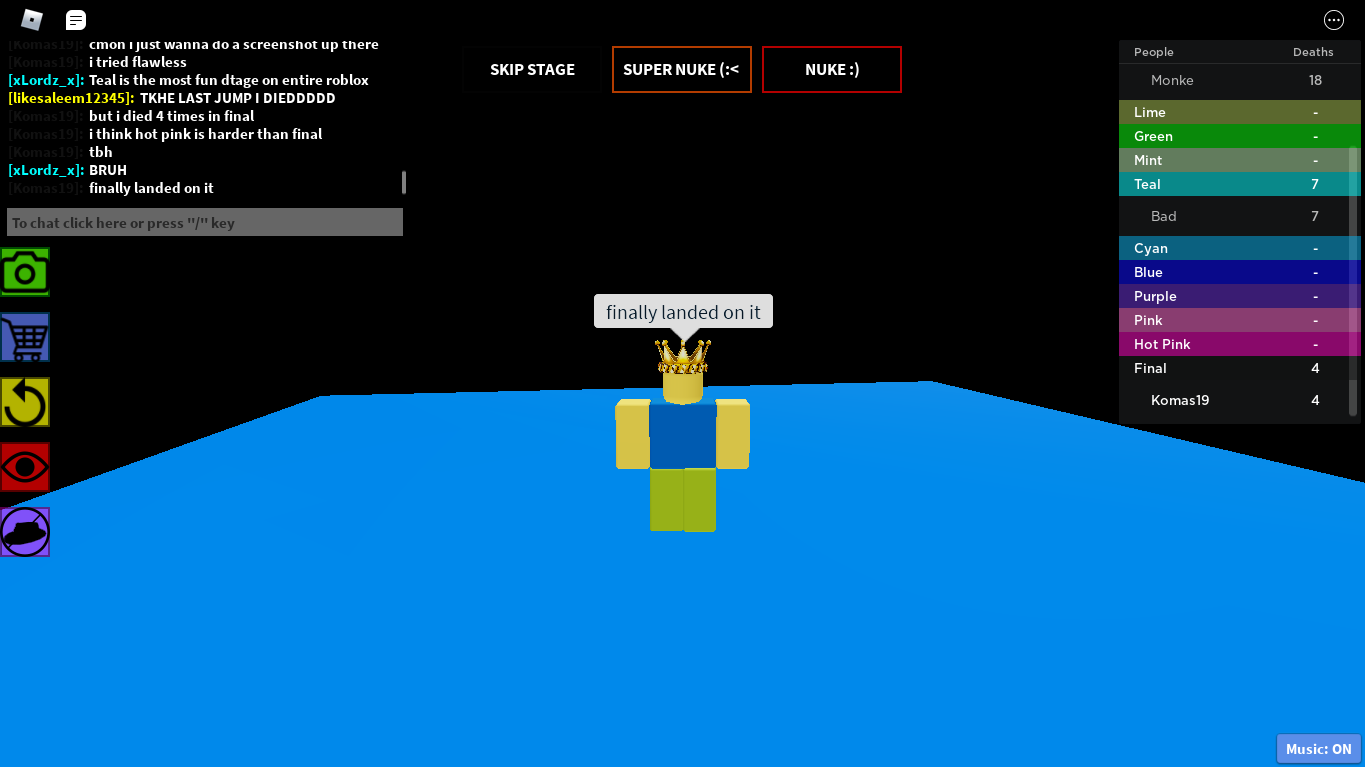 [Komas19]: cmon i just wanna do a screenshot up there
[Komas19]: i tried flawless
[xLordz_x]: Teal is the most fun dtage on entire roblox
[likesaleem12345]: TKHE LAST JUMP I DIEDDDDD
[Komas19]: but i died 4 times in final
[Komas19]: i think hot pink is harder than final
[Komas19]: tbh
[xLordz_x]: BRUH
[Komas19]: finally landed on it
To chat click here or press "/" key
SKIP STAGE
SUPER NUKE (:<
NUKE :)
finally landed on it
People Deaths
Monke 18
Lime -
Green -
Mint -
Teal 7
Bad 7
Cyan -
Blue -
Purple -
Pink -
Hot Pink -
Final 4
Komas19 4
Music: ON